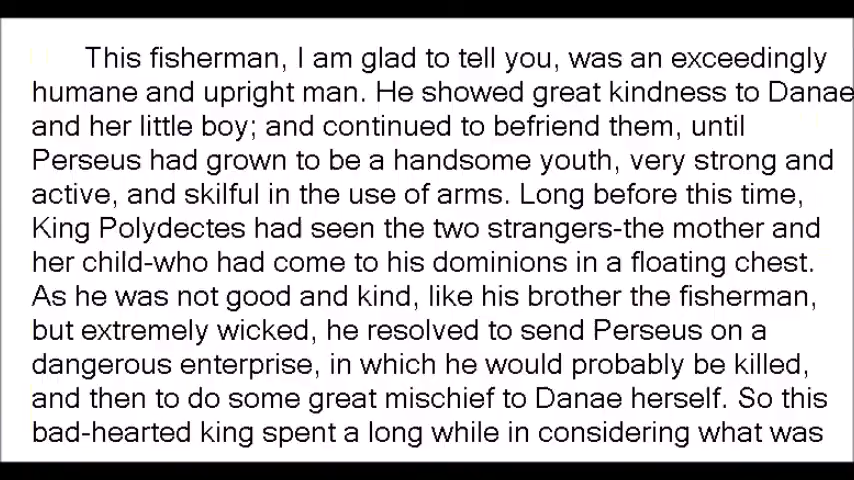 This fisherman, I am glad to tell you, was an exceedingly
humane and upright man. He showed great kindness to Danae
and her little boy; and continued to befriend them, until
Perseus had grown to be a handsome youth, very strong and
active, and skilful in the use of arms. Long before this time,
King Polydectes had seen the two strangers-the mother and
her child-who had come to his dominions in a floating chest.
As he was not good and kind, like his brother the fisherman,
but extremely wicked, he resolved to send Perseus on a
dangerous enterprise, in which he would probably be killed,
and then to do some great mischief to Danae herself. So this
bad-hearted king spent a long while in considering what was